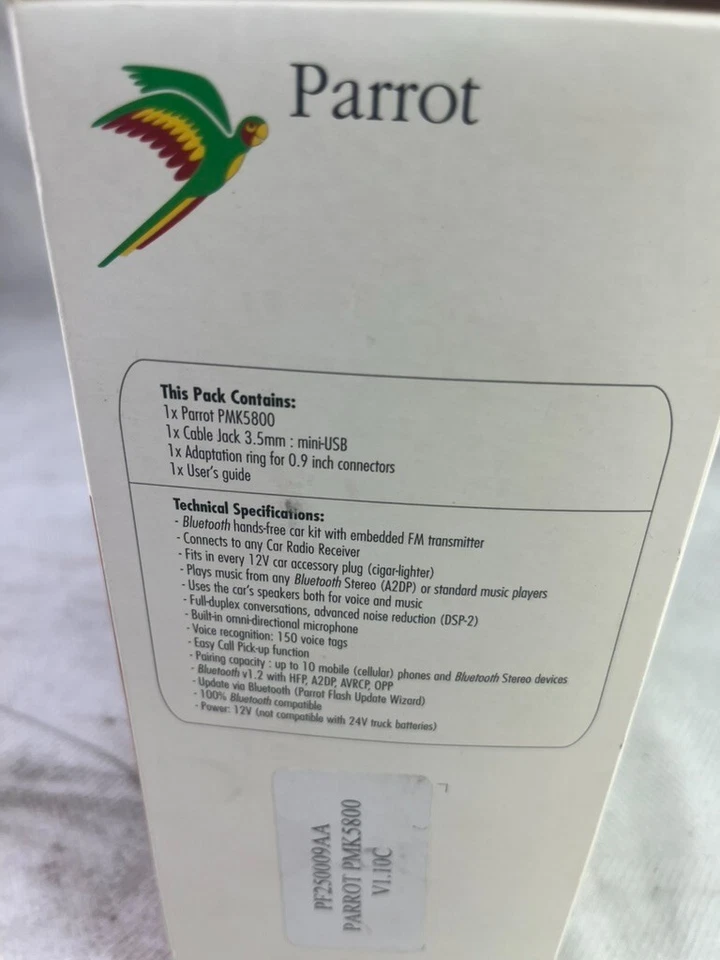 Parrot
This Pack Contains:
1x Parrot PMK5800
1x Cable Jack 3.5mm : mini-USB
1x Adaptation ring for 0.9 inch connectors
1x User's guide
Technical Specifications:
- Bluetooth hands-free car kit with embedded FM transmitter
- Connects to any Car Radio Receiver
- Fits in every 12V car accessory plug (cigar-lighter)
- Plays music from any Bluetooth Stereo (A2DP) or standard music players
- Uses the car's speakers both for voice and music
- Full-duplex conversations, advanced noise reduction (DSP-2)
- Built-in omni-directional microphone
- Voice recognition: 150 voice tags
- Easy Call Pick-up function
- Pairing capacity : up to 10 mobile (cellular) phones and Bluetooth Stereo devices
- Bluetooth v1.2 with HFP, A2DP, AVRCP, OPP
- Update via Bluetooth (Parrot Flash Update Wizard)
- 100% Bluetooth compatible
- Power: 12V (not compatible with 24V truck batteries)
PF250009AA
PARROT PMK5800
V1.10C